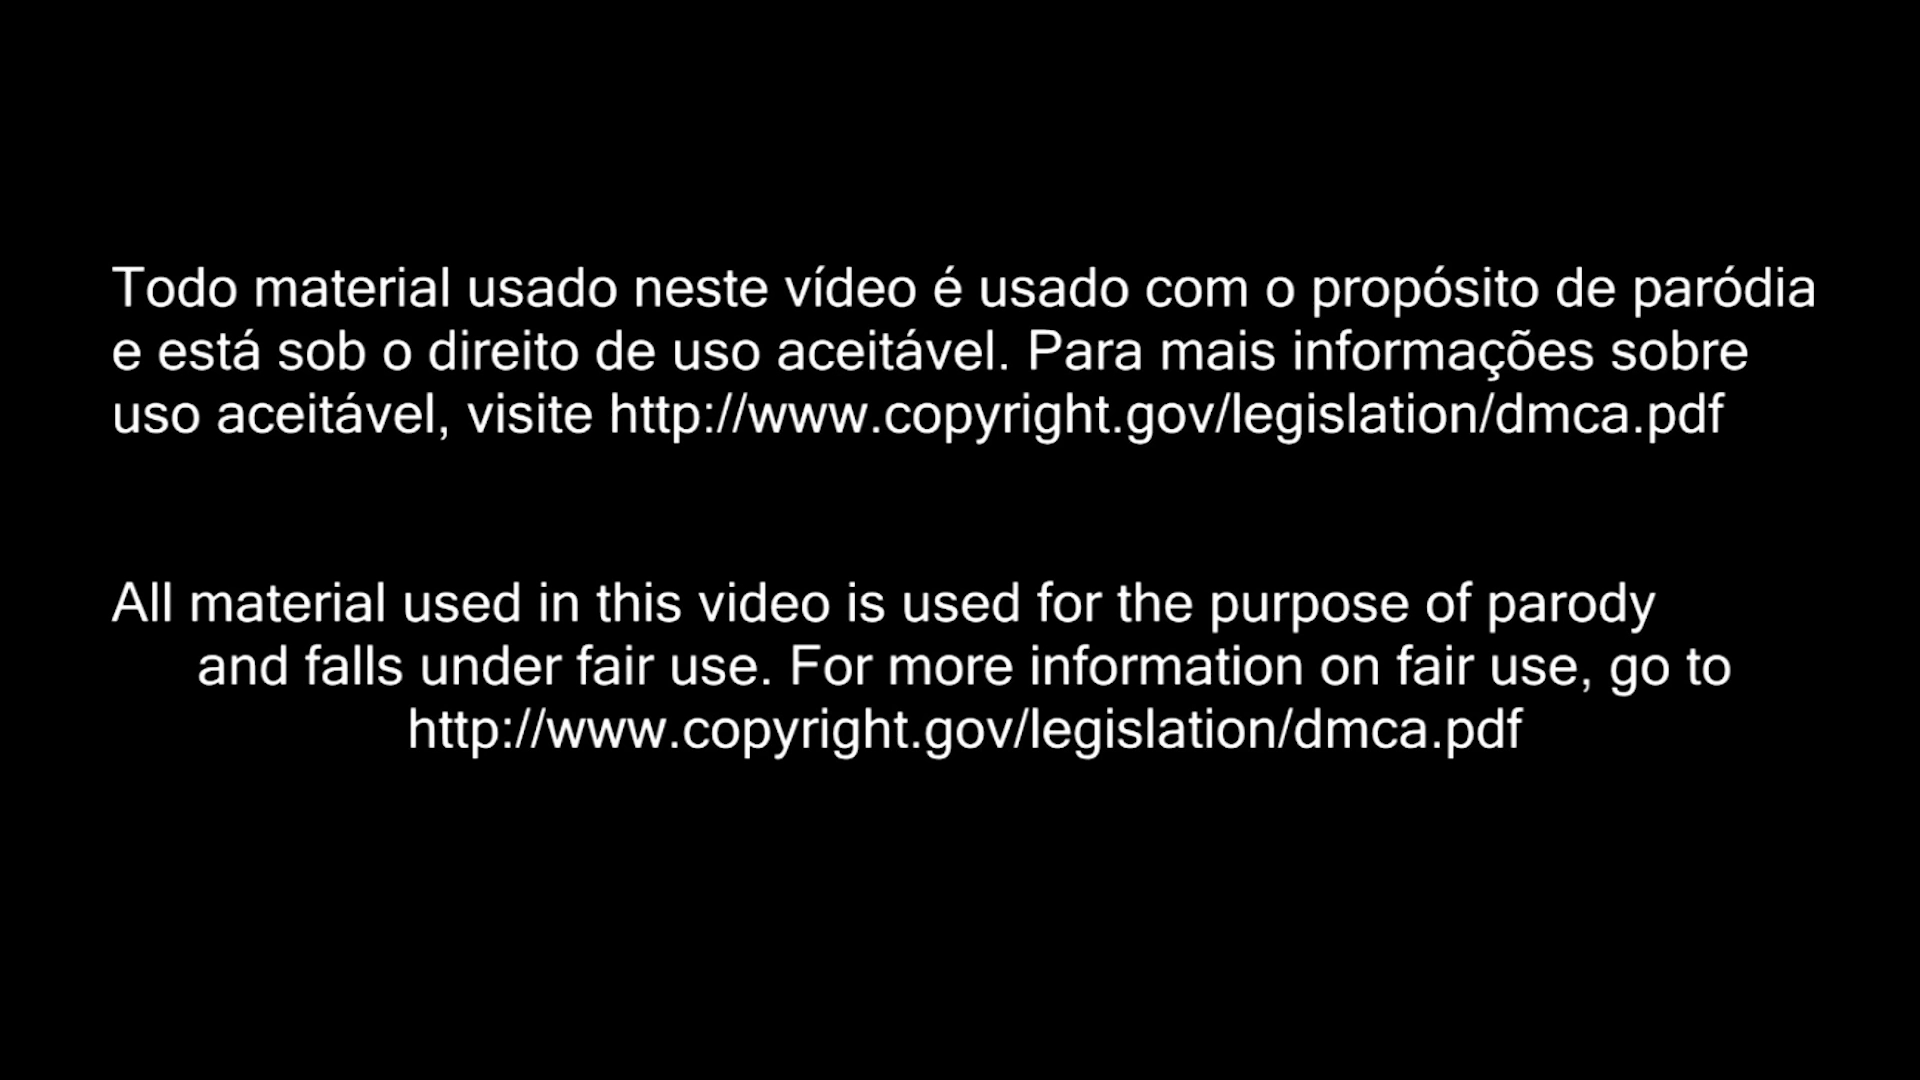 Todo material usado neste vídeo é usado com o propósito de paródia
e está sob o direito de uso aceitável. Para mais informações sobre
uso aceitável, visite http://www.copyright.gov/legislation/dmca.pdf
All material used in this video is used for the purpose of parody
and falls under fair use. For more information on fair use, go to
http://www.copyright.gov/legislation/dmca.pdf